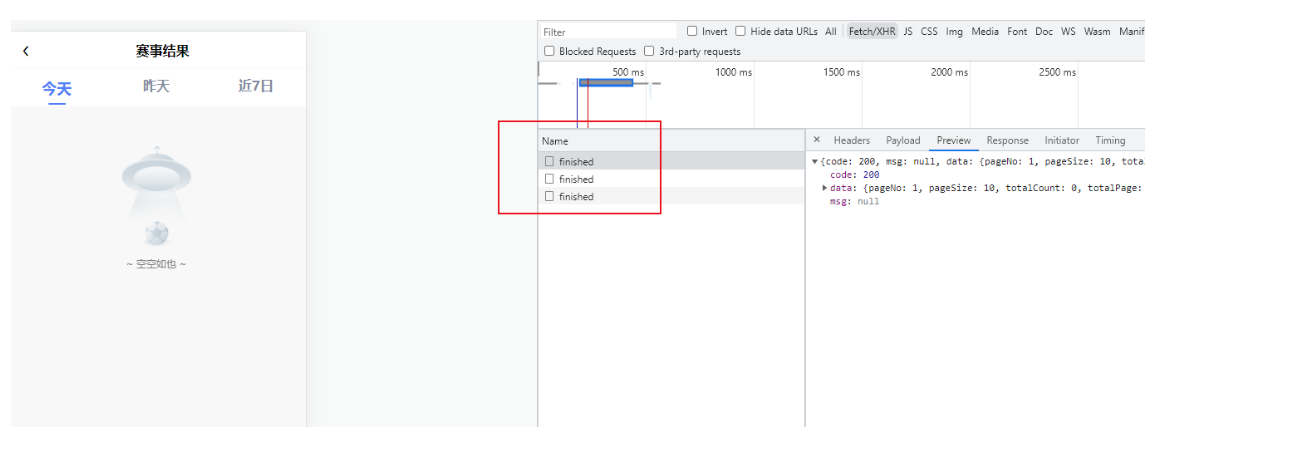 赛事结果
今天 昨天 近7日
~ 空空如也 ~
Filter Invert Hide data URLs All Fetch/XHR JS CSS Img Media Font Doc WS Wasm Manif
Blocked Requests 3rd-party requests
500 ms 1000 ms 1500 ms 2000 ms 2500 ms
Name
finished
finished
finished
× Headers Payload Preview Response Initiator Timing
▼{code: 200, msg: null, data: {pageNo: 1, pageSize: 10, tota
code: 200
▶data: {pageNo: 1, pageSize: 10, totalCount: 0, totalPage:
msg: null